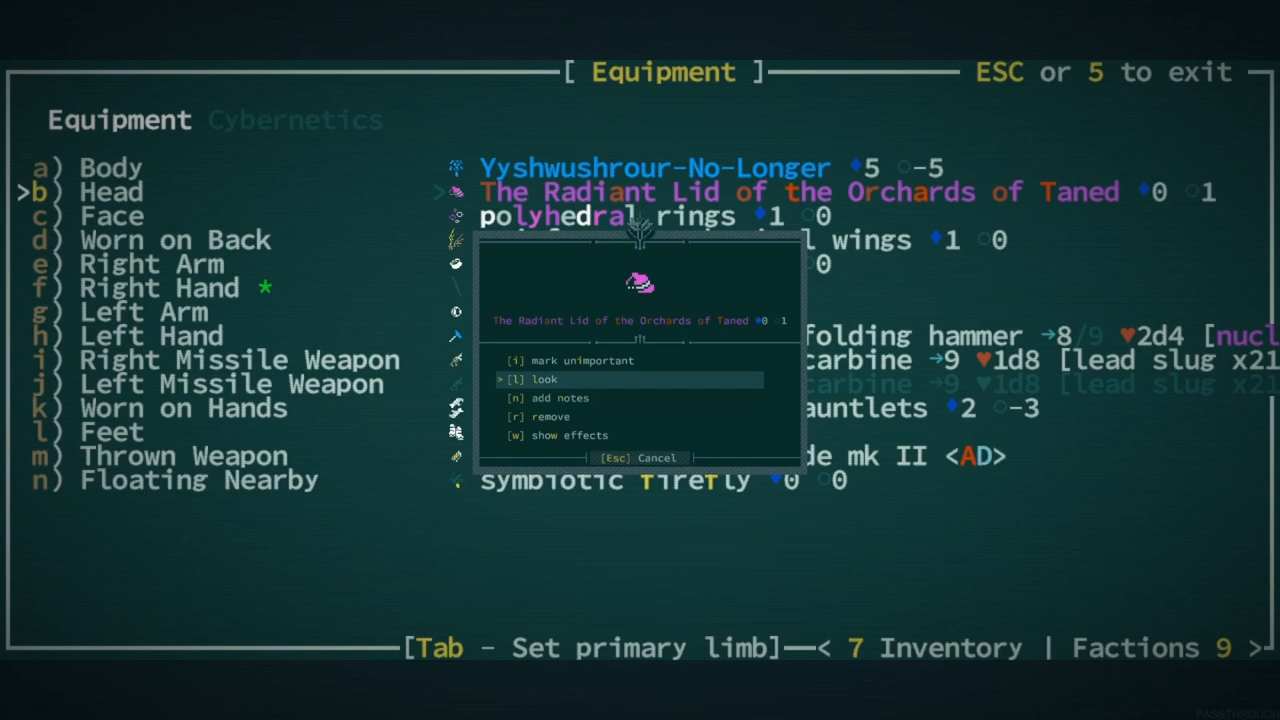 [ Equipment ] ESC or 5 to exit
Equipment Cybernetics
a) Body Yyshwushrour-No-Longer ♦5 ○-5
>b) Head > The Radiant Lid of the Orchards of Taned ♦0 ○1
c) Face polyhedral rings ♦1 ○0
d) Worn on Back wings ♦1 ○0
e) Right Arm 0
f) Right Hand *
g) Left Arm
h) Left Hand folding hammer →8/9 ♥2d4 [nucl
i) Right Missile Weapon carbine →9 ♥1d8 [lead slug x21
j) Left Missile Weapon carbine →9 ♥1d8 [lead slug x21
k) Worn on Hands auntlets ♦2 ○-3
l) Feet
m) Thrown Weapon de mk II <AD>
n) Floating Nearby symbiotic firefly ♦0 ○0
The Radiant Lid of the Orchards of Taned ♦0 ○1
[i] mark unimportant
> [l] look
[n] add notes
[r] remove
[w] show effects
[Esc] Cancel
[Tab - Set primary limb] < 7 Inventory | Factions 9 >